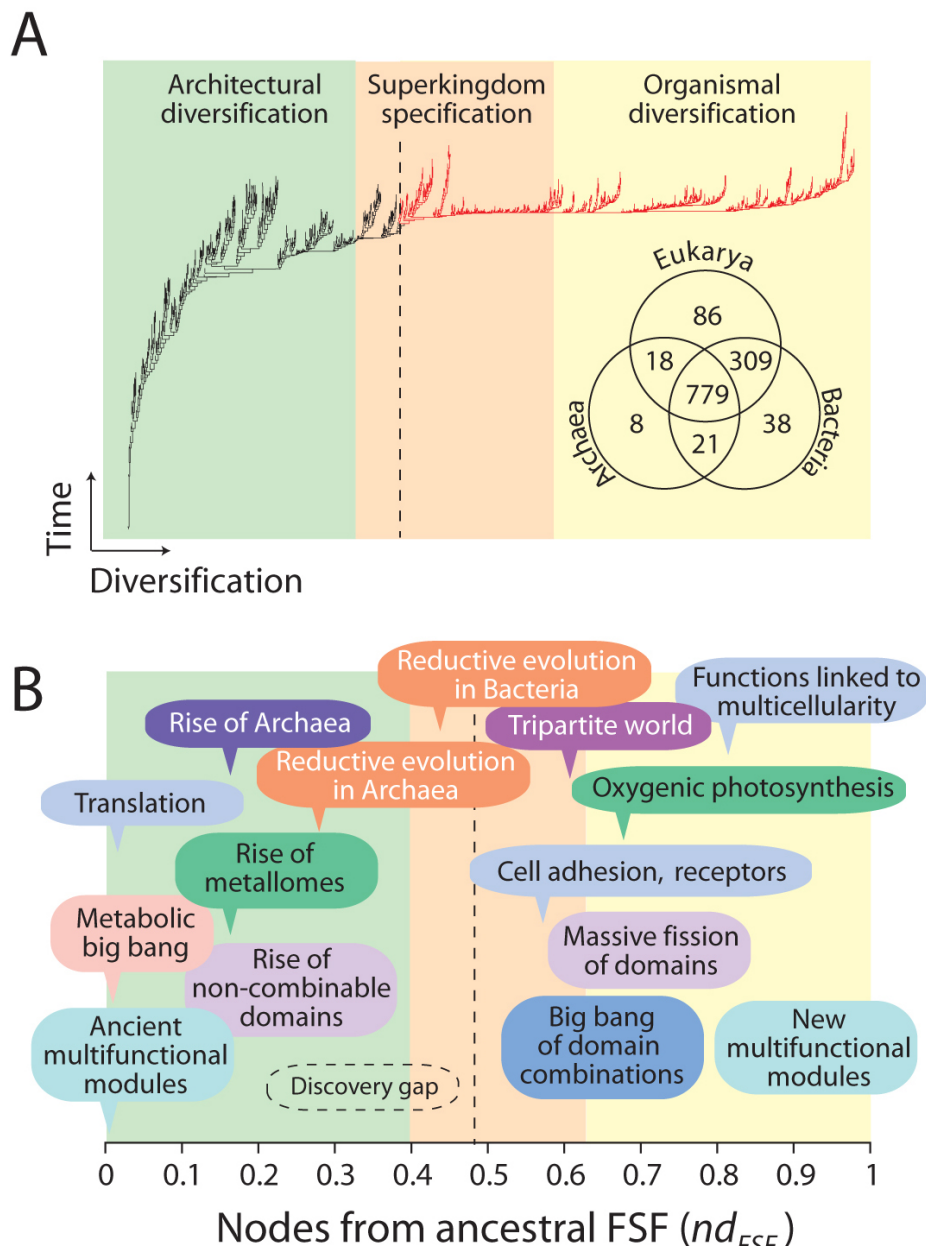 A
Architectural
diversification
Superkingdom
specification
Organismal
diversification
Eukarya
86
18
309
779
8
38
21
Archaea
Bacteria
Time
Diversification
B
Reductive evolution
in Bacteria
Functions linked to
multicellularity
Rise of Archaea
Tripartite world
Reductive evolution
in Archaea
Oxygenic photosynthesis
Translation
Rise of
metallomes
Cell adhesion, receptors
Metabolic
big bang
Rise of
non-combinable
domains
Massive fission
of domains
Ancient
multifunctional
modules
Big bang
of domain
combinations
New
multifunctional
modules
Discovery gap
0 0.1 0.2 0.3 0.4 0.5 0.6 0.7 0.8 0.9 1
Nodes from ancestral FSF (nd_FSF)